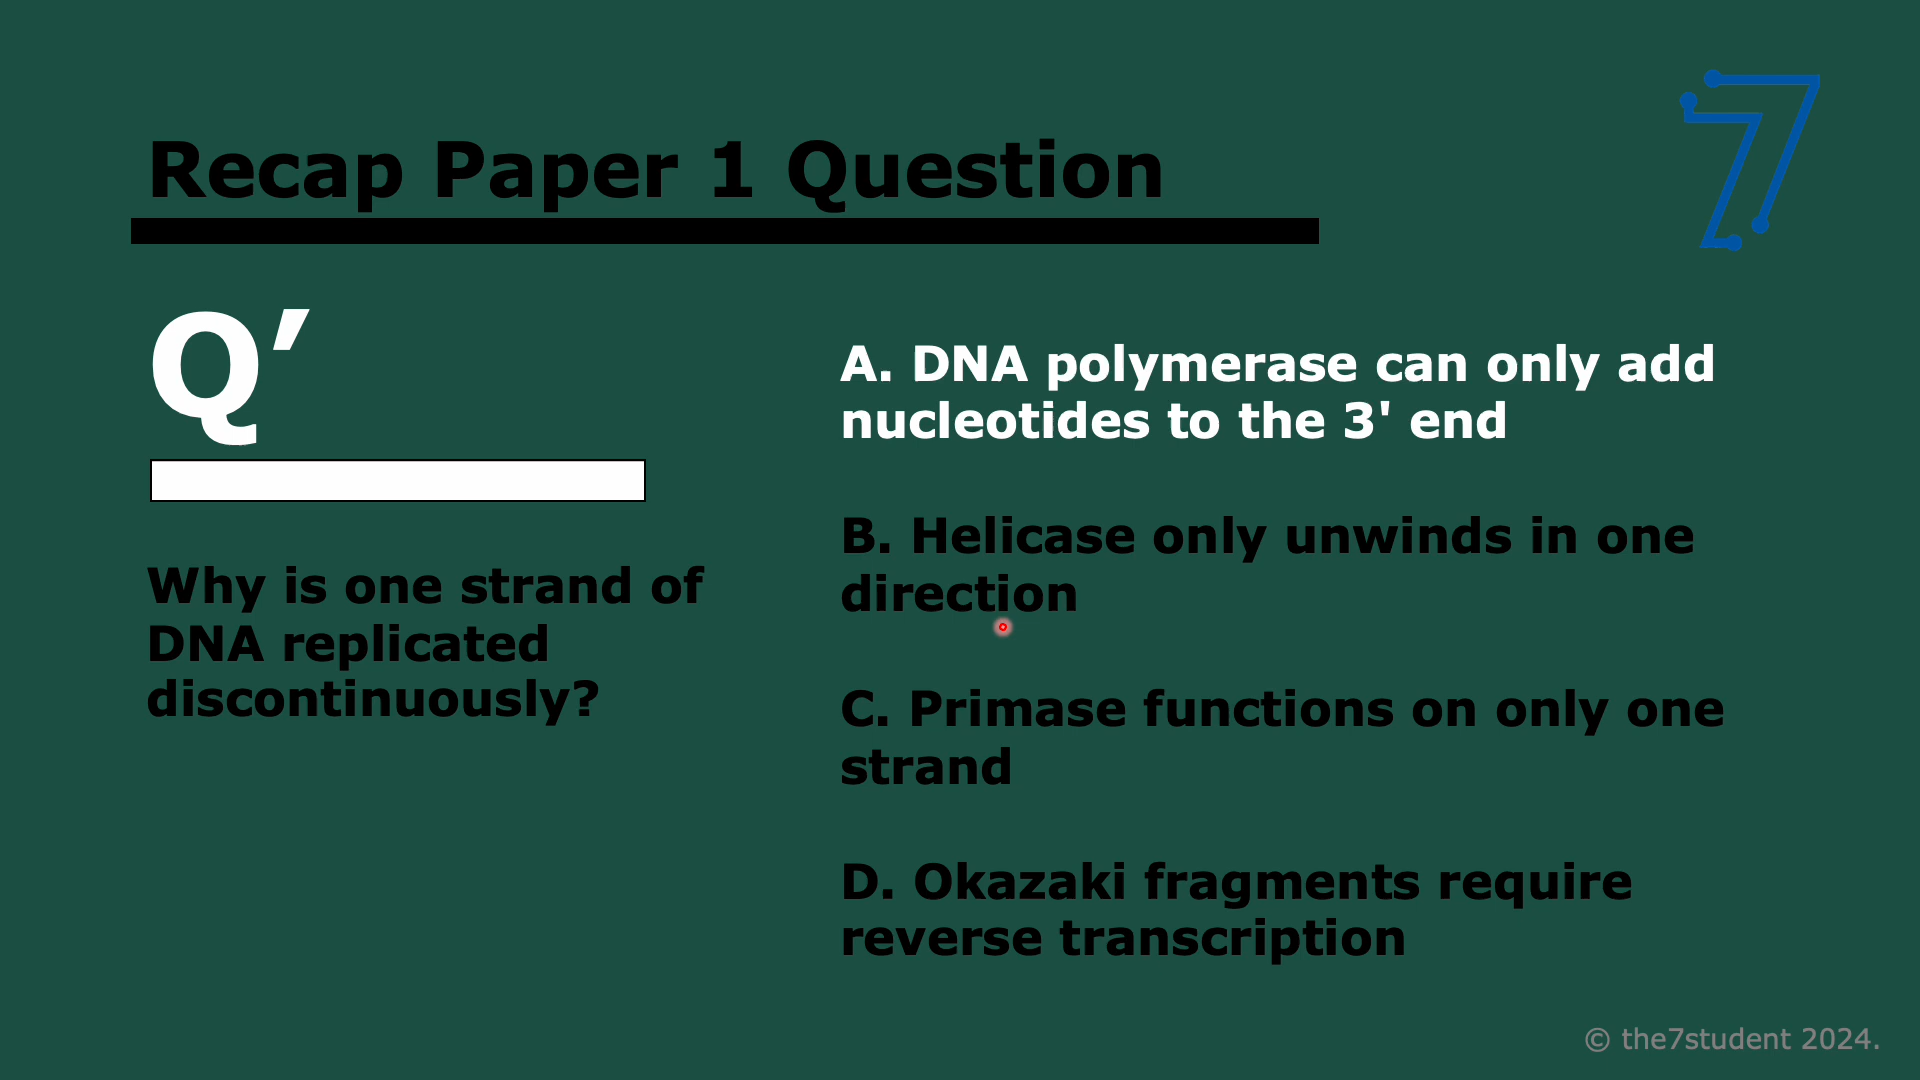 Recap Paper 1 Question
Q’
Why is one strand of
DNA replicated
discontinuously?
A. DNA polymerase can only add
nucleotides to the 3' end
B. Helicase only unwinds in one
direction
C. Primase functions on only one
strand
D. Okazaki fragments require
reverse transcription
© the7student 2024.